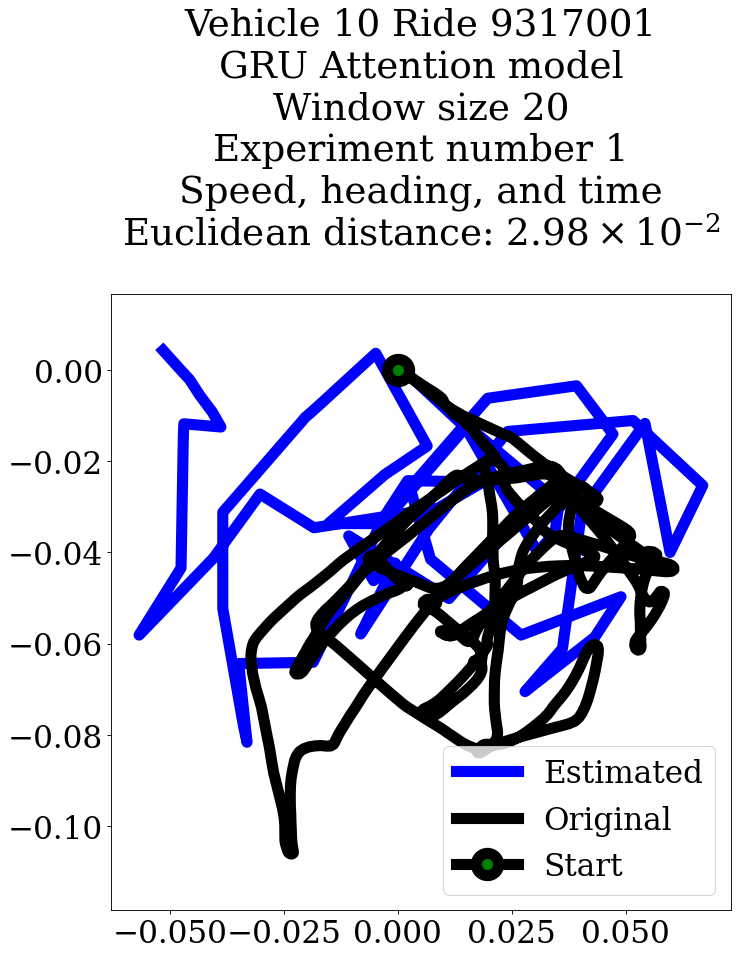 Vehicle 10 Ride 9317001
GRU Attention model
Window size 20
Experiment number 1
Speed, heading, and time
Euclidean distance: 2.98 × 10⁻²
0.00
−0.02
−0.04
−0.06
−0.08
−0.10
Estimated
Original
Start
−0.050 −0.025 0.000 0.025 0.050